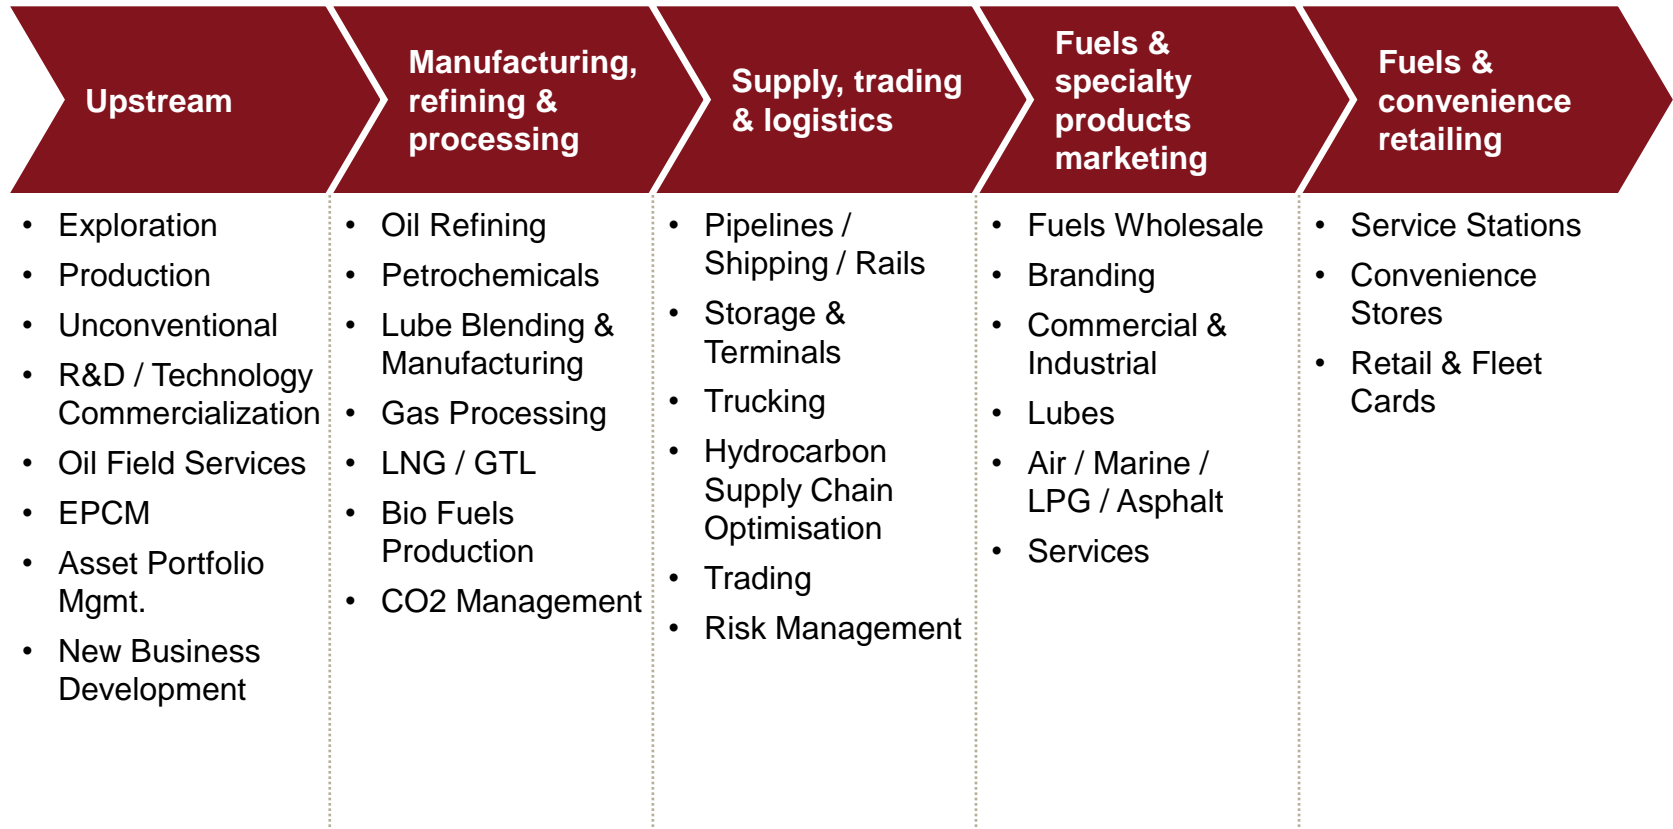 Upstream
Manufacturing,
refining &
processing
Supply, trading
& logistics
Fuels &
specialty
products
marketing
Fuels &
convenience
retailing
• Exploration
• Production
• Unconventional
• R&D / Technology
Commercialization
• Oil Field Services
• EPCM
• Asset Portfolio
Mgmt.
• New Business
Development
• Oil Refining
• Petrochemicals
• Lube Blending &
Manufacturing
• Gas Processing
• LNG / GTL
• Bio Fuels
Production
• CO2 Management
• Pipelines /
Shipping / Rails
• Storage &
Terminals
• Trucking
• Hydrocarbon
Supply Chain
Optimisation
• Trading
• Risk Management
• Fuels Wholesale
• Branding
• Commercial &
Industrial
• Lubes
• Air / Marine /
LPG / Asphalt
• Services
• Service Stations
• Convenience
Stores
• Retail & Fleet
Cards